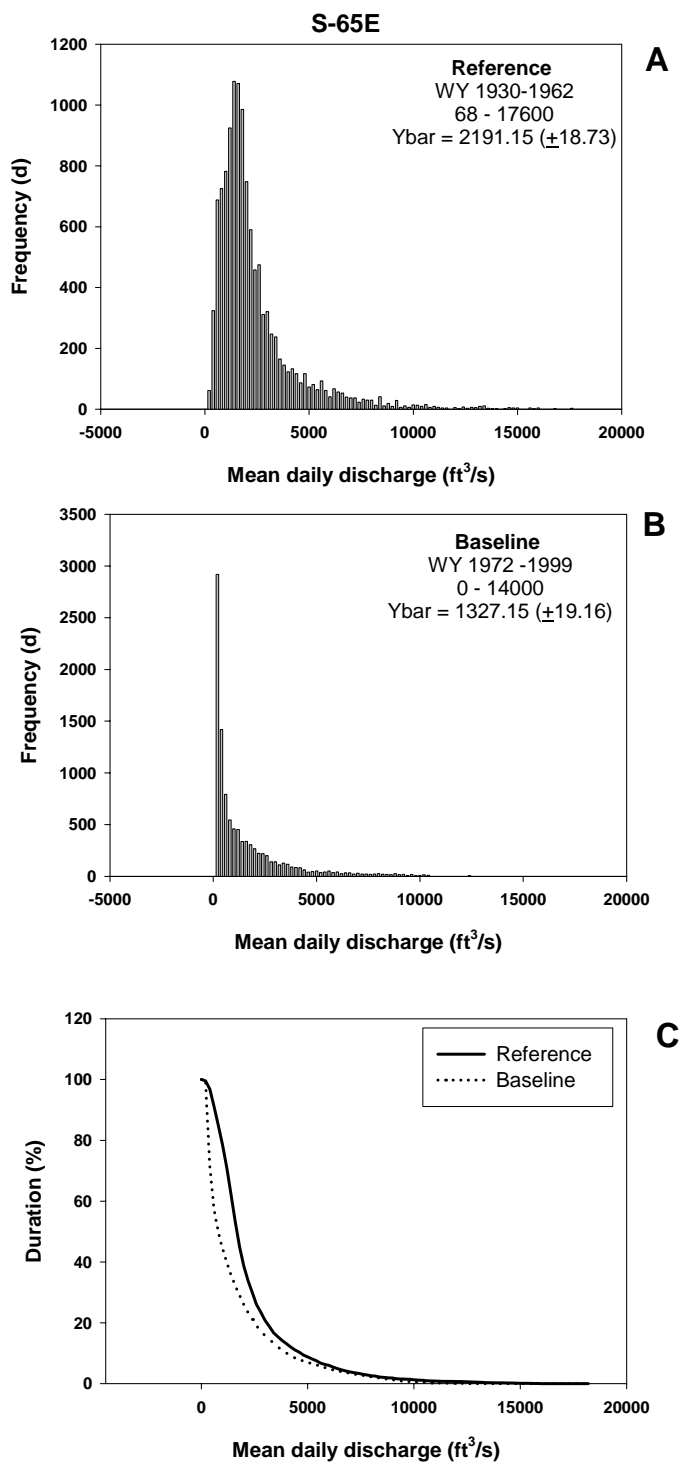 S-65E
A
1200
1000
800
600
400
200
0
Frequency (d)
Reference
WY 1930-1962
68 - 17600
Ybar = 2191.15 (±18.73)
-5000 0 5000 10000 15000 20000
Mean daily discharge (ft³/s)
B
3500
3000
2500
2000
1500
1000
500
0
Frequency (d)
Baseline
WY 1972 -1999
0 - 14000
Ybar = 1327.15 (±19.16)
-5000 0 5000 10000 15000 20000
Mean daily discharge (ft³/s)
C
120
100
80
60
40
20
0
Duration (%)
Reference
Baseline
0 5000 10000 15000 20000
Mean daily discharge (ft³/s)